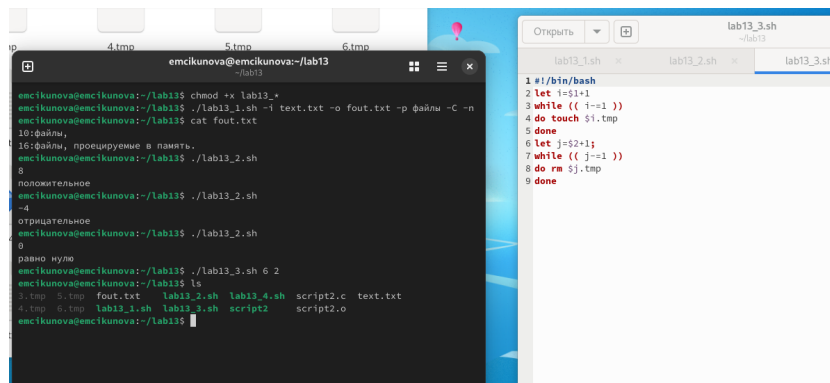 4.tmp 5.tmp 6.tmp
emcikunova@emcikunova:~/lab13
~/lab13
emcikunova@emcikunova:~/lab13$ chmod +x lab13_*
emcikunova@emcikunova:~/lab13$ ./lab13_1.sh -i text.txt -o fout.txt -p файлы -C -n
emcikunova@emcikunova:~/lab13$ cat fout.txt
10:файлы,
16:файлы, проецируемые в память.
emcikunova@emcikunova:~/lab13$ ./lab13_2.sh
8
положительное
emcikunova@emcikunova:~/lab13$ ./lab13_2.sh
-4
отрицательное
emcikunova@emcikunova:~/lab13$ ./lab13_2.sh
0
равно нулю
emcikunova@emcikunova:~/lab13$ ./lab13_3.sh 6 2
emcikunova@emcikunova:~/lab13$ ls
3.tmp 5.tmp fout.txt lab13_2.sh lab13_4.sh script2.c text.txt
4.tmp 6.tmp lab13_1.sh lab13_3.sh script2 script2.o
emcikunova@emcikunova:~/lab13$
Открыть
lab13_3.sh
~/lab13
lab13_1.sh × lab13_2.sh × lab13_3.sh
1 #!/bin/bash
2 let i=$1+1
3 while (( i-=1 ))
4 do touch $i.tmp
5 done
6 let j=$2+1;
7 while (( j-=1 ))
8 do rm $j.tmp
9 done